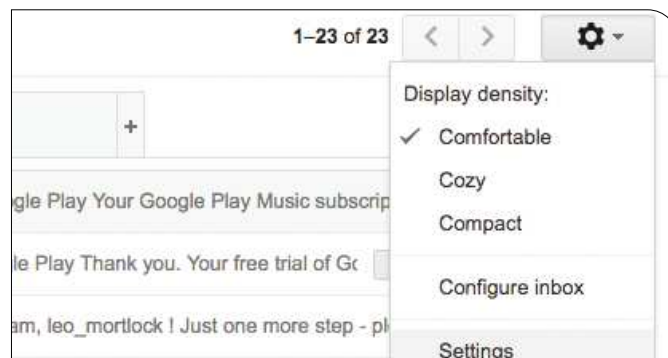 1–23 of 23
Display density:
Comfortable
Cozy
Compact
Configure inbox
Settings
+
gle Play Your Google Play Music subscrip
le Play Thank you. Your free trial of Go
am, leo_mortlock ! Just one more step - pl